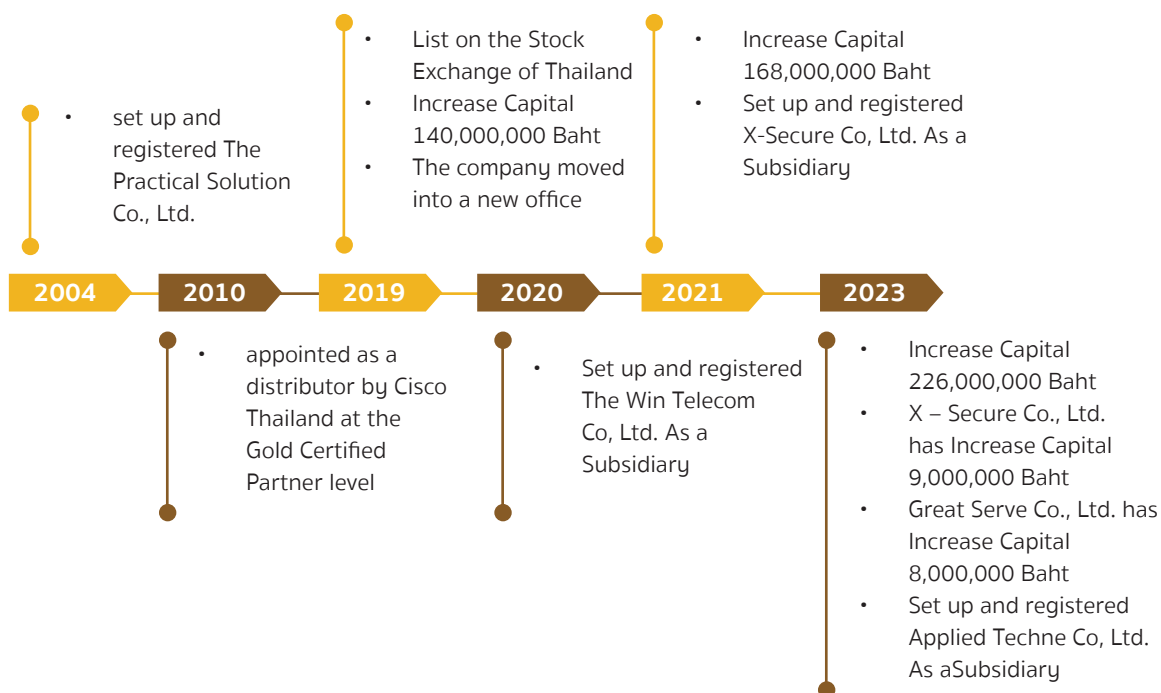 • set up and
registered The
Practical Solution
Co., Ltd.
• List on the Stock
Exchange of Thailand
• Increase Capital
140,000,000 Baht
• The company moved
into a new office
• Increase Capital
168,000,000 Baht
• Set up and registered
X-Secure Co, Ltd. As a
Subsidiary
2004
2010
2019
2020
2021
2023
• appointed as a
distributor by Cisco
Thailand at the
Gold Certified
Partner level
• Set up and registered
The Win Telecom
Co, Ltd. As a
Subsidiary
• Increase Capital
226,000,000 Baht
• X – Secure Co., Ltd.
has Increase Capital
9,000,000 Baht
• Great Serve Co., Ltd. has
Increase Capital
8,000,000 Baht
• Set up and registered
Applied Techne Co, Ltd.
As aSubsidiary